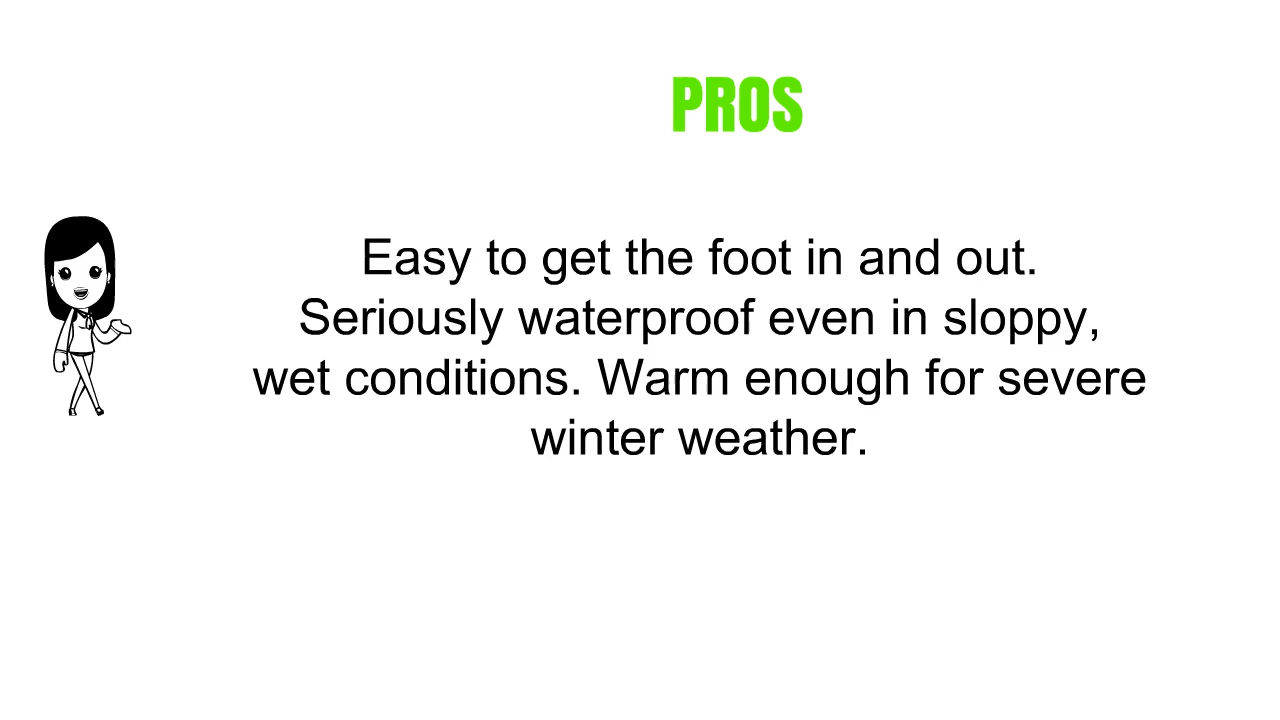 PROS
Easy to get the foot in and out.
Seriously waterproof even in sloppy,
wet conditions. Warm enough for severe
winter weather.